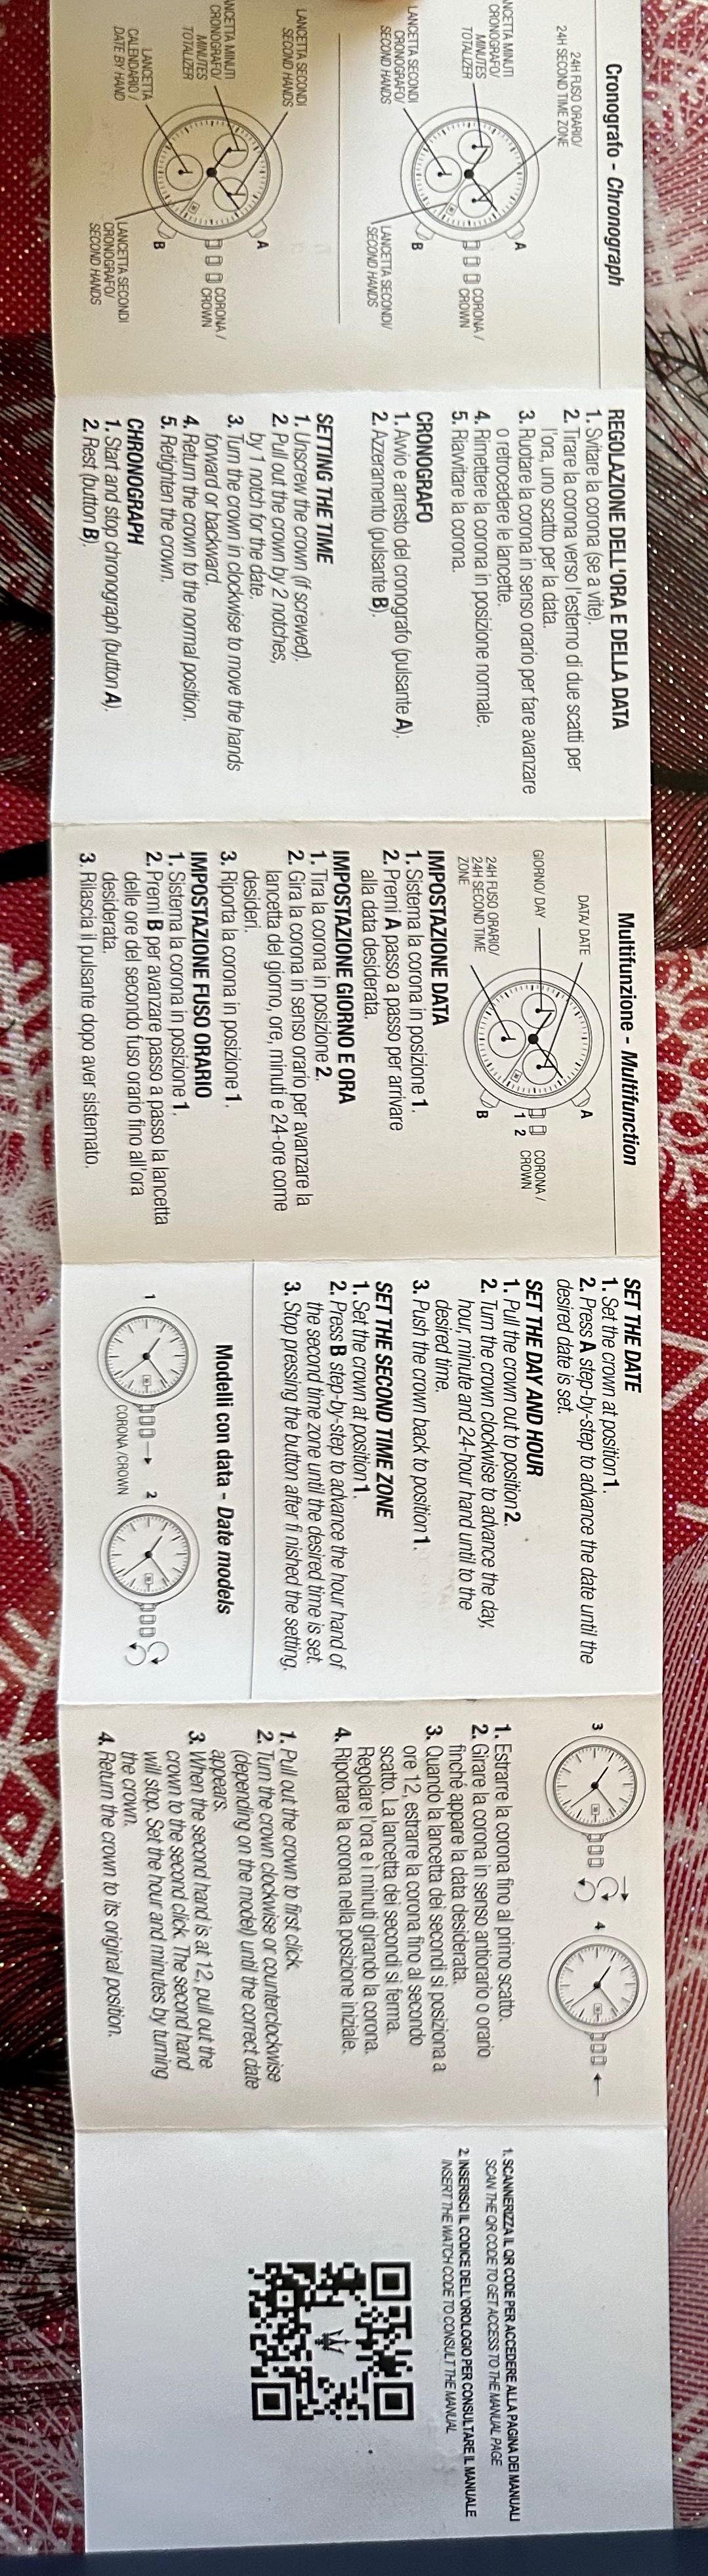 Cronografo - Chronograph
24H FUSO ORARIO/
24H SECOND TIME ZONE
LANCETTA MINUTI
CRONOGRAFO/
MINUTES
TOTALIZER
LANCETTA SECONDI
CRONOGRAFO/
SECOND HANDS
A
CORONA /
CROWN
B
LANCETTA SECONDI/
SECOND HANDS
LANCETTA SECONDI
SECOND HANDS
LANCETTA MINUTI
CRONOGRAFO/
MINUTES
TOTALIZER
LANCETTA
CALENDARIO /
DATE BY HAND
A
CORONA /
CROWN
B
LANCETTA SECONDI
CRONOGRAFO/
SECOND HANDS
REGOLAZIONE DELL'ORA E DELLA DATA
1. Svitare la corona (se a vite).
2. Tirare la corona verso l'esterno di due scatti per
l'ora, uno scatto per la data.
3. Ruotare la corona in senso orario per fare avanzare
o retrocedere le lancette.
4. Rimettere la corona in posizione normale.
5. Riavvitare la corona.
CRONOGRAFO
1. Avvio e arresto del cronografo (pulsante A).
2. Azzeramento (pulsante B).
SETTING THE TIME
1. Unscrew the crown (if screwed).
2. Pull out the crown by 2 notches,
by 1 notch for the date.
3. Turn the crown in clockwise to move the hands
forward or backward.
4. Return the crown to the normal position.
5. Retighten the crown.
CHRONOGRAPH
1. Start and stop chronograph (button A).
2. Rest (button B).
Multifunzione - Multifunction
DATA/ DATE
GIORNO/ DAY
24H FUSO ORARIO/
24H SECOND TIME
ZONE
A
CORONA /
CROWN
1 2
B
IMPOSTAZIONE DATA
1. Sistema la corona in posizione 1.
2. Premi A passo a passo per arrivare
alla data desiderata.
IMPOSTAZIONE GIORNO E ORA
1. Tira la corona in posizione 2.
2. Gira la corona in senso orario per avanzare la
lancetta del giorno, ore, minuti e 24-ore come
desideri.
3. Riporta la corona in posizione 1.
IMPOSTAZIONE FUSO ORARIO
1. Sistema la corona in posizione 1.
2. Premi B per avanzare passo a passo la lancetta
delle ore del secondo fuso orario fino all'ora
desiderata.
3. Rilascia il pulsante dopo aver sistemato.
SET THE DATE
1. Set the crown at position 1.
2. Press A step-by-step to advance the date until the
desired date is set.
SET THE DAY AND HOUR
1. Pull the crown out to position 2.
2. Turn the crown clockwise to advance the day,
hour, minute and 24-hour hand until to the
desired time.
3. Push the crown back to position 1.
SET THE SECOND TIME ZONE
1. Set the crown at position 1.
2. Press B step-by-step to advance the hour hand of
the second time zone until the desired time is set.
3. Stop pressing the button after fi nished the setting.
Modelli con data - Date models
1
2
CORONA /CROWN
3
4
1. Estrarre la corona fino al primo scatto.
2. Girare la corona in senso antiorario o orario
finché appare la data desiderata.
3. Quando la lancetta dei secondi si posiziona a
ore 12, estrarre la corona fino al secondo
scatto. La lancetta dei secondi si ferma.
Regolare l'ora e i minuti girando la corona.
4. Riportare la corona nella posizione iniziale.
1. Pull out the crown to first click.
2. Turn the crown clockwise or counterclockwise
(depending on the model) until the correct date
appears.
3. When the second hand is at 12, pull out the
crown to the second click. The second hand
will stop. Set the hour and minutes by turning
the crown.
4. Return the crown to its original position.
1. SCANNERIZZA IL QR CODE PER ACCEDERE ALLA PAGINA DEI MANUALI
SCAN THE QR CODE TO GET ACCESS TO THE MANUAL PAGE
2. INSERISCI IL CODICE DELL'OROLOGIO PER CONSULTARE IL MANUALE
INSERT THE WATCH CODE TO CONSULT THE MANUAL